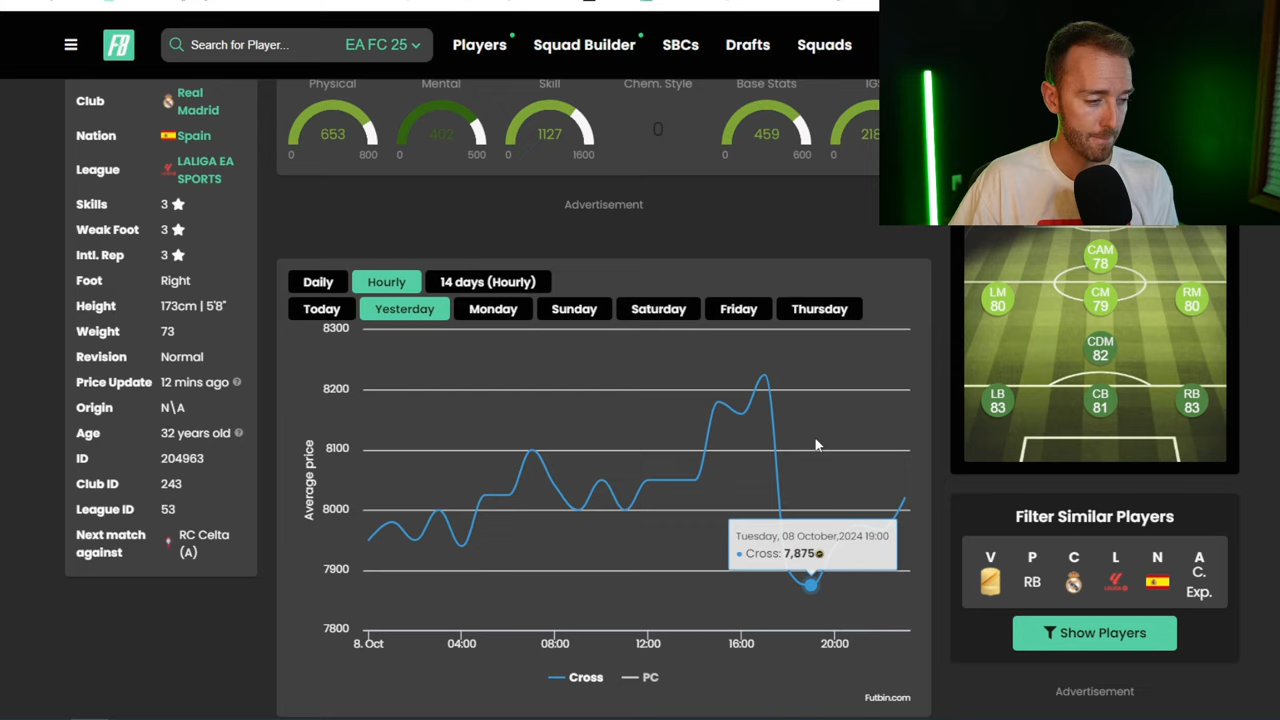 FB
Search for Player...
EA FC 25
Players
Squad Builder
SBCs
Drafts
Squads
Club
Real
Madrid
Nation
Spain
League
LALIGA EA
SPORTS
Skills
3
Weak Foot
3
Intl. Rep
3
Foot
Right
Height
173cm | 5'8"
Weight
73
Revision
Normal
Price Update
12 mins ago
Origin
N\A
Age
32 years old
ID
204963
Club ID
243
League ID
53
Next match
against
RC Celta
(A)
Physical
Mental
Skill
Chem. Style
Base Stats
653
402
1127
0
459
218
0
800
0
500
0
1600
0
600
0
Advertisement
Daily
Hourly
14 days (Hourly)
Today
Yesterday
Monday
Sunday
Saturday
Friday
Thursday
Average price
8300
8200
8100
8000
7900
7800
Tuesday, 08 October,2024 19:00
Cross: 7,875
8. Oct
04:00
08:00
12:00
16:00
20:00
Cross
PC
Futbin.com
CAM
78
LM
80
CM
79
RM
80
CDM
82
LB
83
CB
81
RB
83
Filter Similar Players
V
P
C
L
N
A
RB
C.
Exp.
Show Players
Advertisement